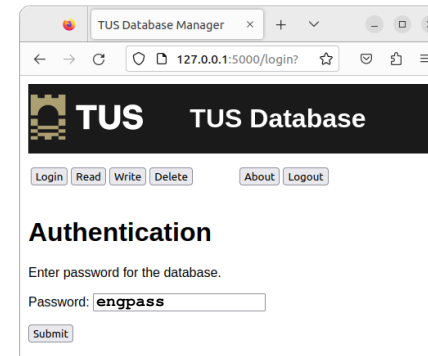 TUS Database Manager
127.0.0.1:5000/login?
TUS TUS Database
Login Read Write Delete About Logout
Authentication
Enter password for the database.
Password: engpass
Submit